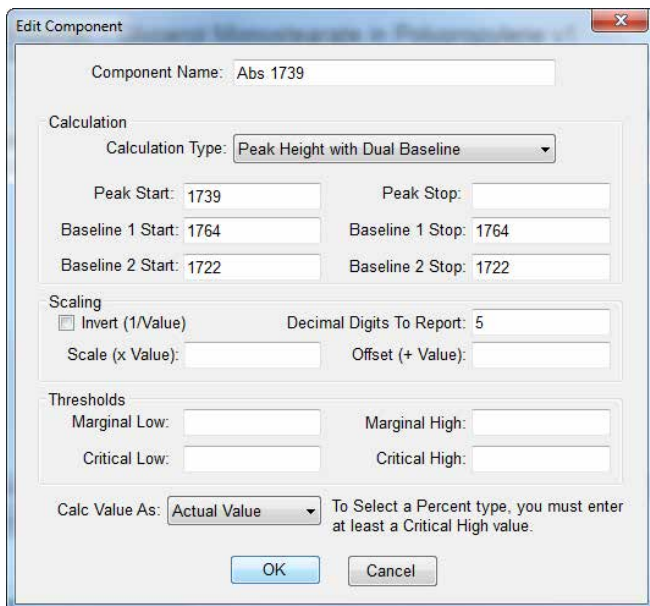 Edit Component
Component Name: Abs 1739
Calculation
Calculation Type: Peak Height with Dual Baseline
Peak Start: 1739 Peak Stop:
Baseline 1 Start: 1764 Baseline 1 Stop: 1764
Baseline 2 Start: 1722 Baseline 2 Stop: 1722
Scaling
Invert (1/Value) Decimal Digits To Report: 5
Scale (x Value): Offset (+ Value):
Thresholds
Marginal Low: Marginal High:
Critical Low: Critical High:
Calc Value As: Actual Value To Select a Percent type, you must enter
at least a Critical High value.
OK Cancel